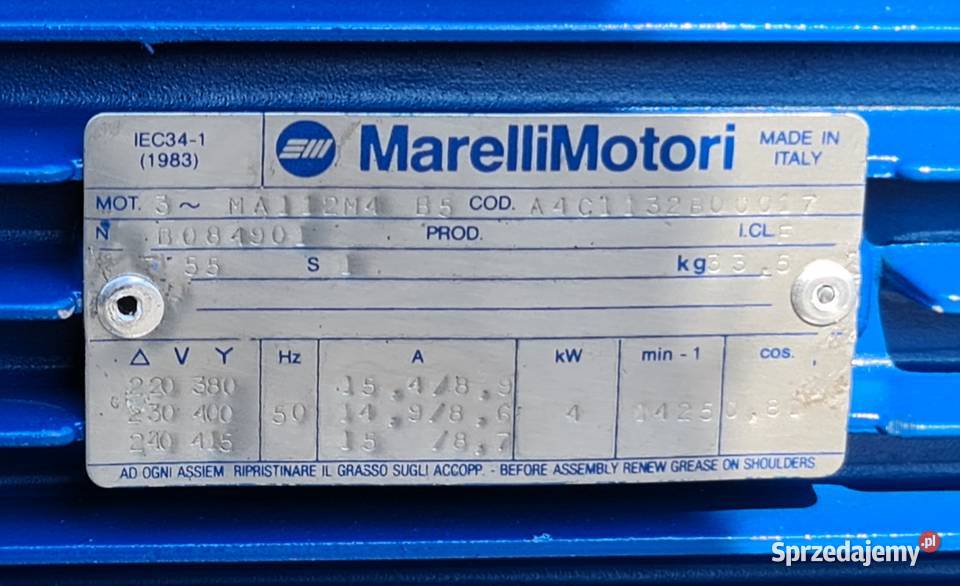 IEC34-1
(1983)
MarelliMotori
MADE IN
ITALY
MOT. 3~ MA112M4 B5 COD.
N B084901 PROD. I.CL F
55 S 1 kg 33,5
Δ V Y Hz A kW min-1 cos.
220 380 15,4/8,9
230 400 50 14,9/8,6 4 1425
240 415 15 /8,7
AD OGNI ASSIEM RIPRISTINARE IL GRASSO SUGLI ACCOPP. - BEFORE ASSEMBLY RENEW GREASE ON SHOULDERS
Sprzedajemy.pl